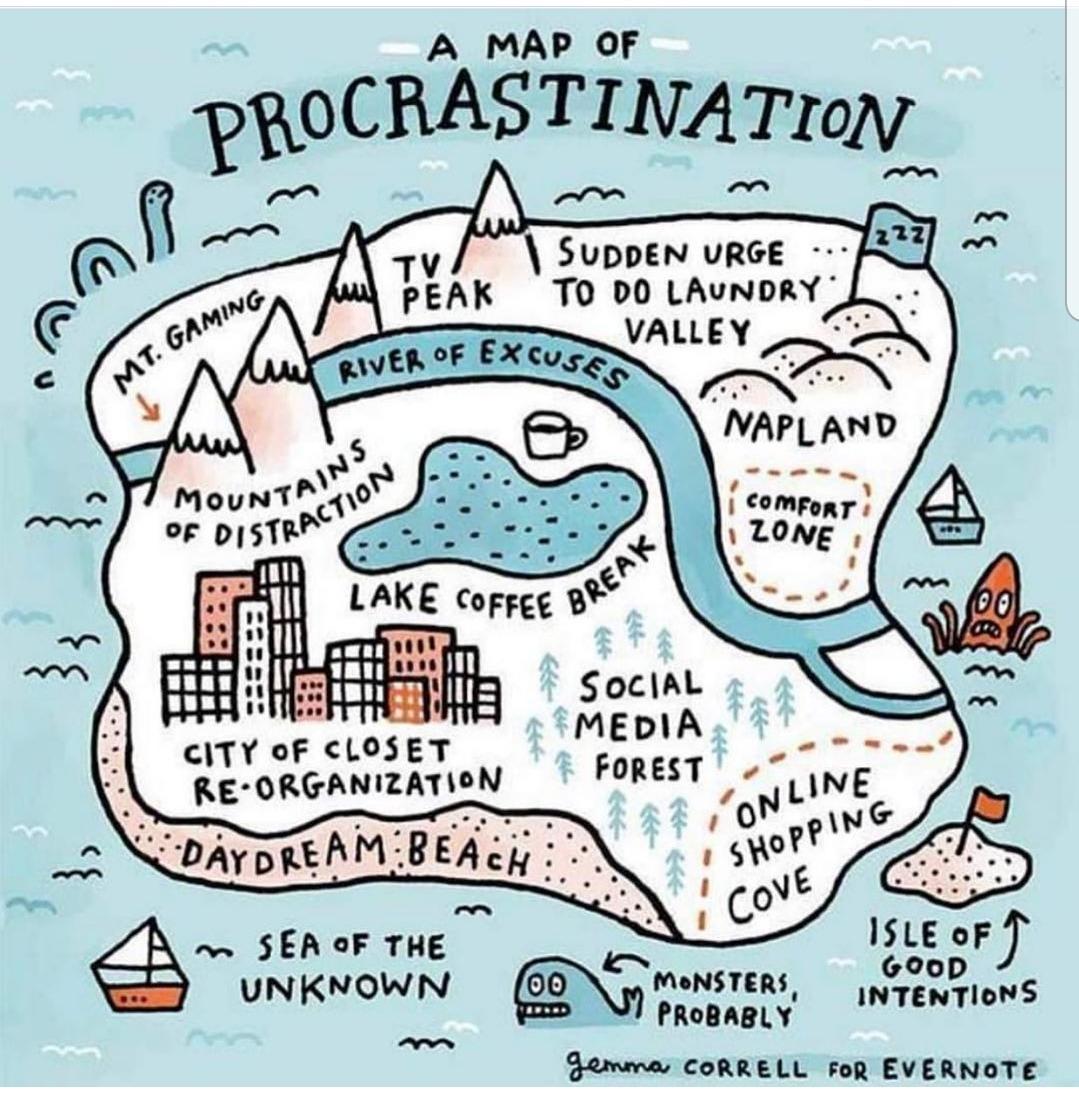 A MAP OF
PROCRASTINATION
MT. GAMING
TV
PEAK
SUDDEN URGE
TO DO LAUNDRY
VALLEY
zzz
RIVER OF EXCUSES
NAPLAND
MOUNTAINS
OF DISTRACTION
COMFORT
ZONE
LAKE COFFEE BREAK
SOCIAL
MEDIA
FOREST
CITY OF CLOSET
RE-ORGANIZATION
ONLINE
SHOPPING
COVE
DAYDREAM BEACH
SEA OF THE
UNKNOWN
MONSTERS,
PROBABLY
ISLE OF
GOOD
INTENTIONS
gemma CORRELL FOR EVERNOTE